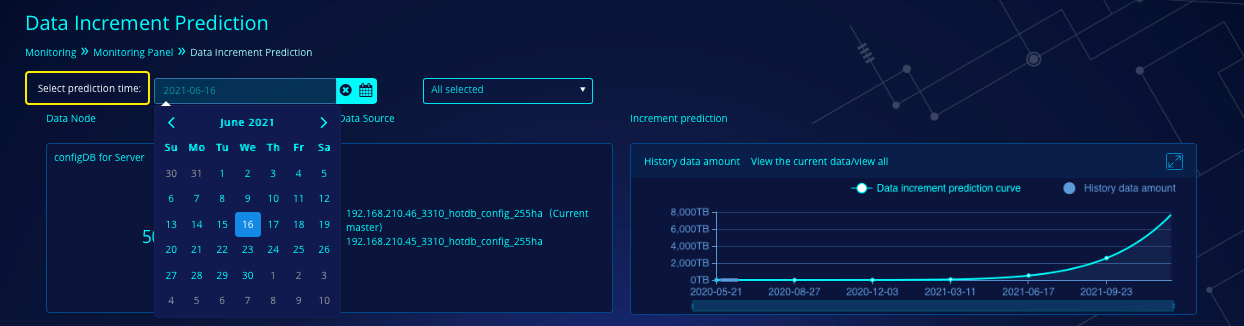 Data Increment Prediction
Monitoring » Monitoring Panel » Data Increment Prediction
Select prediction time:
2021-06-16
All selected
Data Node
Data Source
Increment prediction
June 2021
Su Mo Tu We Th Fr Sa
30 31 1 2 3 4 5
6 7 8 9 10 11 12
13 14 15 16 17 18 19
20 21 22 23 24 25 26
27 28 29 30 1 2 3
4 5 6 7 8 9 10
configDB for Server
192.168.210.46_3310_hotdb_config_255ha (Current
master)
192.168.210.45_3310_hotdb_config_255ha
History data amount View the current data/view all
Data increment prediction curve
History data amount
8,000TB
6,000TB
4,000TB
2,000TB
0TB
2020-05-21 2020-08-27 2020-12-03 2021-03-11 2021-06-17 2021-09-23